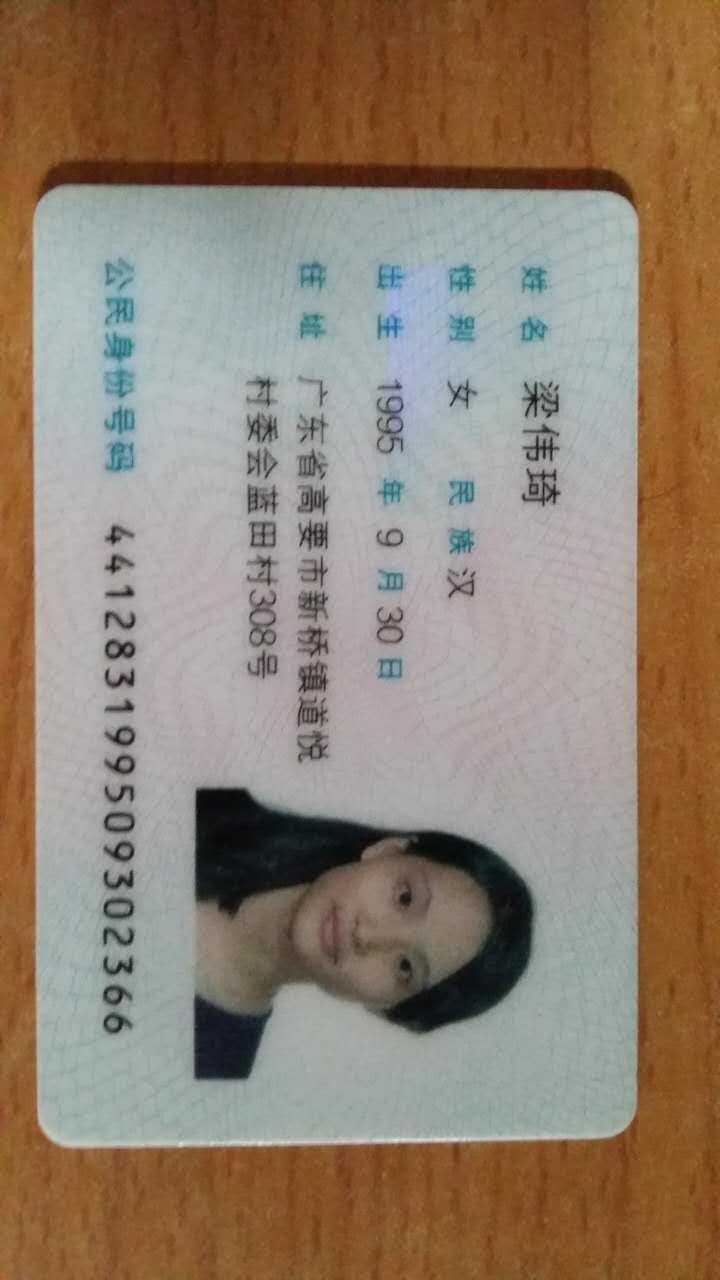 姓名 梁伟琦
性别 女 民族 汉
出生 1995 年 9 月 30 日
住址 广东省高要市新桥镇道悦
村委会蓝田村308号
公民身份号码 441283199509302366